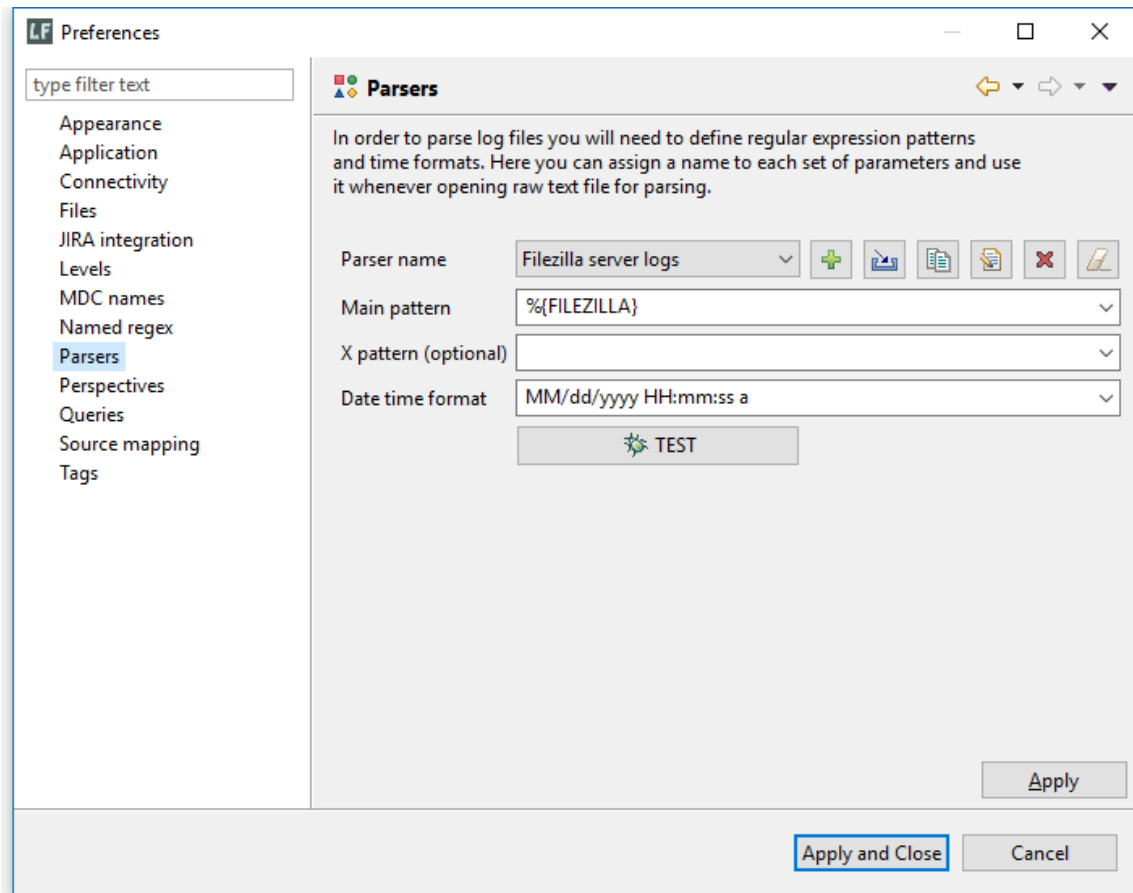 LF Preferences
type filter text
Parsers
Appearance
Application
Connectivity
Files
JIRA integration
Levels
MDC names
Named regex
Parsers
Perspectives
Queries
Source mapping
Tags
In order to parse log files you will need to define regular expression patterns
and time formats. Here you can assign a name to each set of parameters and use
it whenever opening raw text file for parsing.
Parser name Filezilla server logs
Main pattern %{FILEZILLA}
X pattern (optional)
Date time format MM/dd/yyyy HH:mm:ss a
TEST
Apply
Apply and Close Cancel